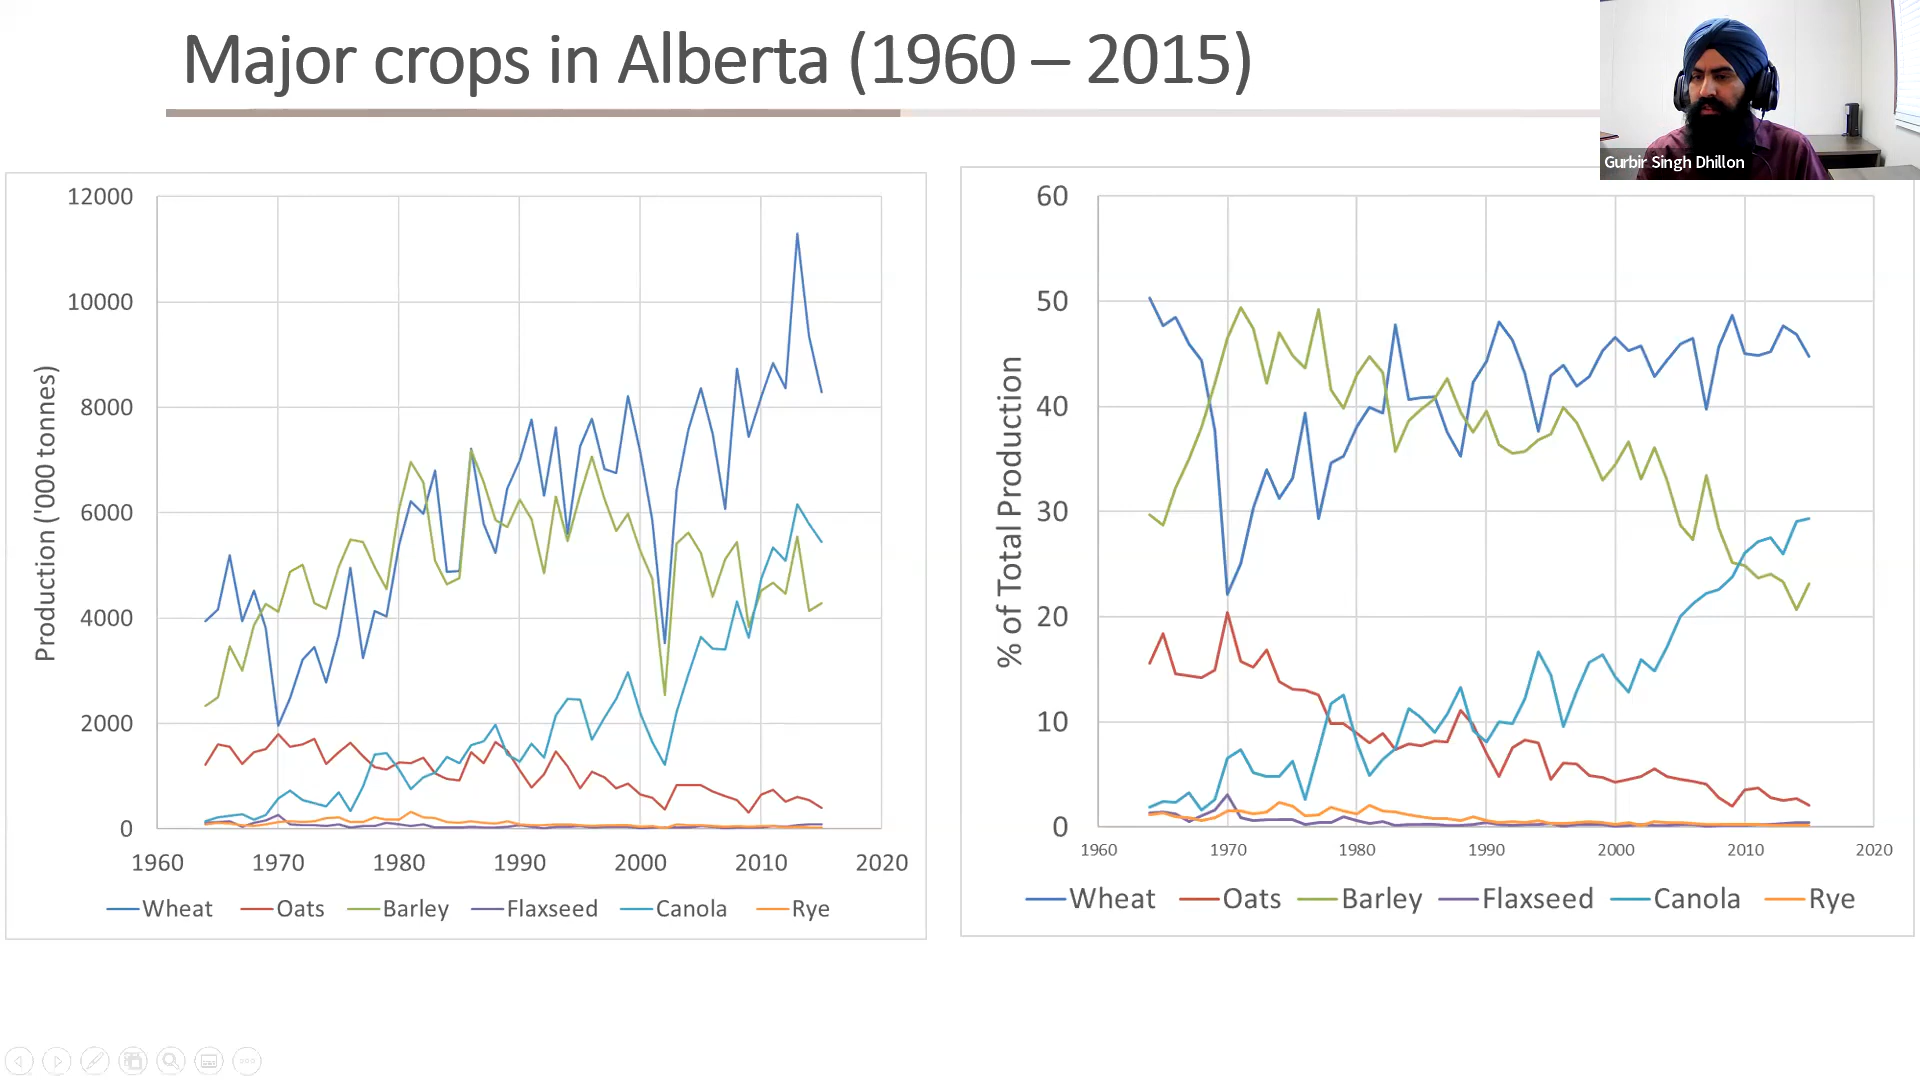 Major crops in Alberta (1960 – 2015)
Gurbir Singh Dhillon
12000
10000
8000
6000
4000
2000
0
Production ('000 tonnes)
1960 1970 1980 1990 2000 2010 2020
Wheat Oats Barley Flaxseed Canola Rye
60
50
40
30
20
10
0
% of Total Production
1960 1970 1980 1990 2000 2010 2020
Wheat Oats Barley Flaxseed Canola Rye